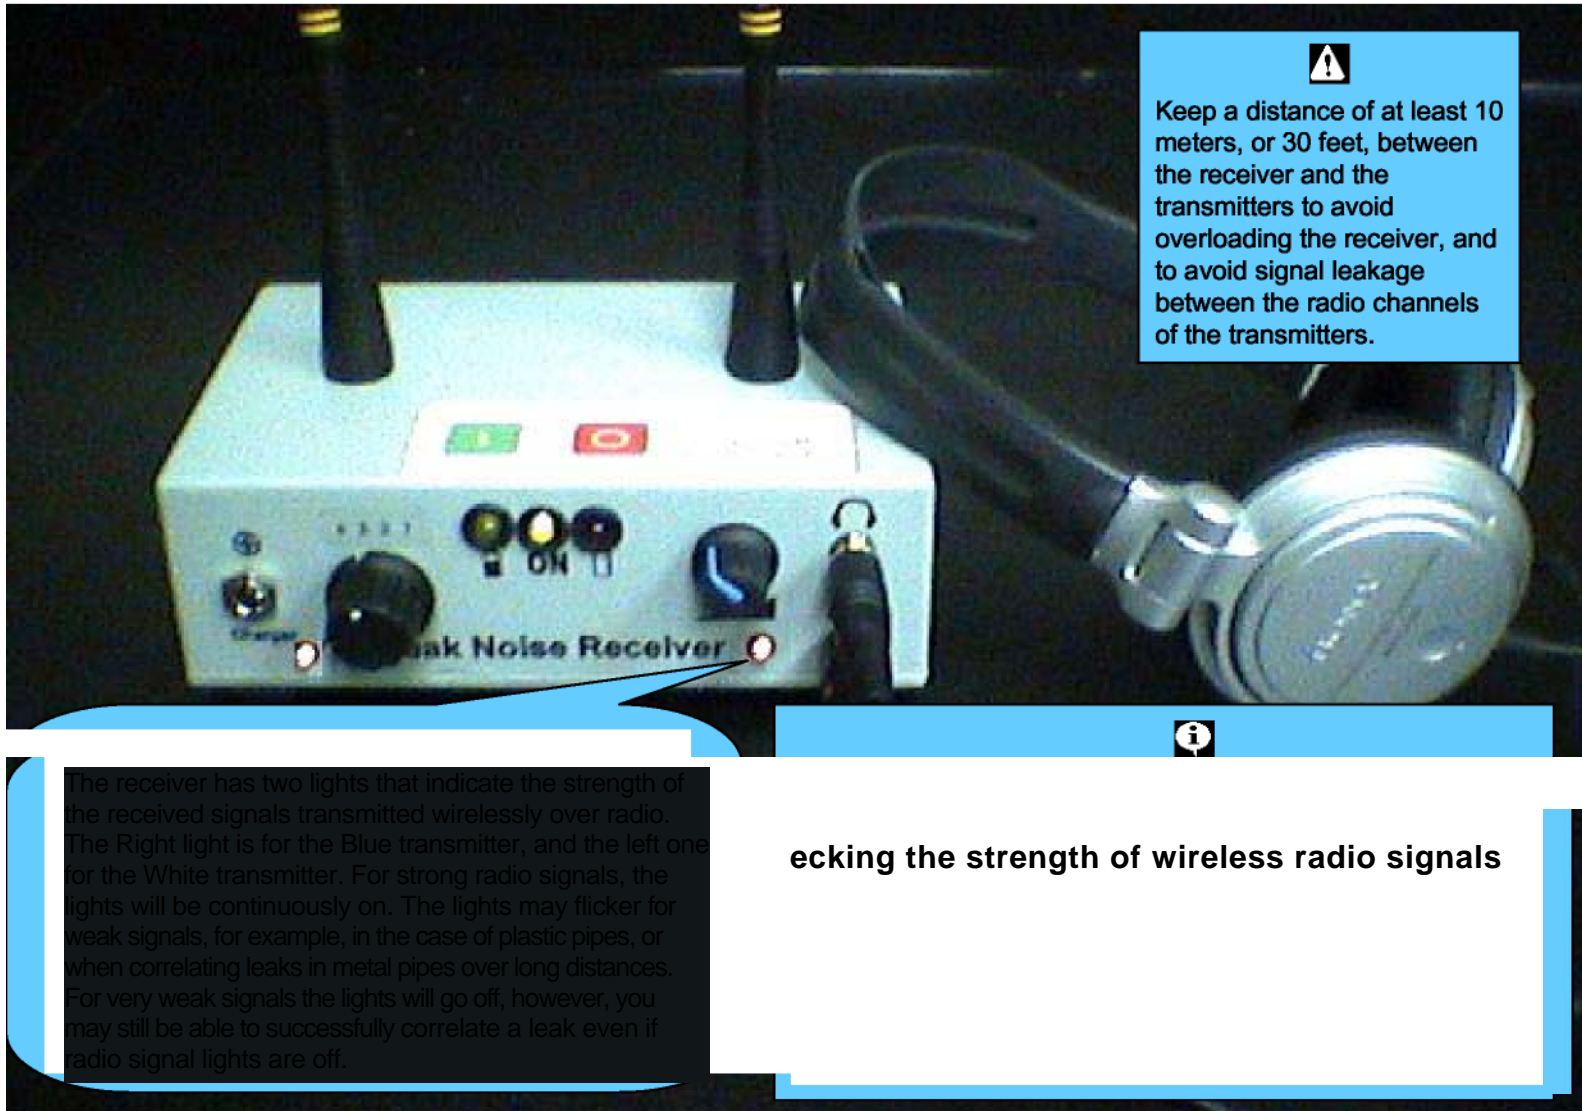 Keep a distance of at least 10
meters, or 30 feet, between
the receiver and the
transmitters to avoid
overloading the receiver, and
to avoid signal leakage
between the radio channels
of the transmitters.
4 3 2 1
ON
Charger
eak Noise Receiver
SONY
The receiver has two lights that indicate the strength of
the received signals transmitted wirelessly over radio.
The Right light is for the Blue transmitter, and the left one
for the White transmitter. For strong radio signals, the
lights will be continuously on. The lights may flicker for
weak signals, for example, in the case of plastic pipes, or
when correlating leaks in metal pipes over long distances.
For very weak signals the lights will go off, however, you
may still be able to successfully correlate a leak even if
radio signal lights are off.
ecking the strength of wireless radio signals